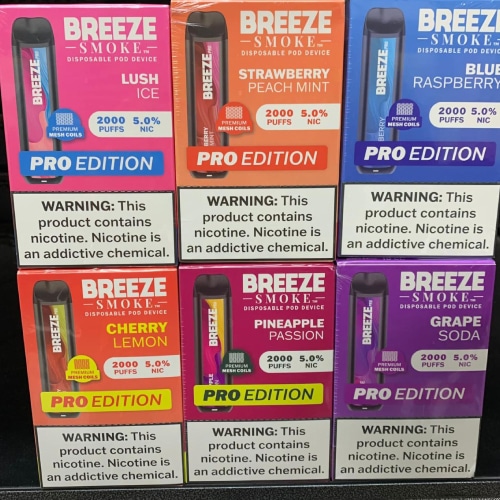 BREEZE
SMOKE™
DISPOSABLE POD DEVICE
BREEZE
LUSH
ICE
PREMIUM
MESH COILS
2000 5.0%
PUFFS NIC
PRO EDITION
WARNING: This
product contains
nicotine. Nicotine is
an addictive chemical.
BREEZE
SMOKE™
DISPOSABLE POD DEVICE
BREEZE
STRAWBERRY
PEACH MINT
PREMIUM
MESH COILS
2000 5.0%
PUFFS NIC
PRO EDITION
WARNING: This
product contains
nicotine. Nicotine is
an addictive chemical.
BREEZE
SMOKE
DISPOSABLE POD DEVICE
BREEZE
BLUE
RASPBERRY
PREMIUM
MESH COILS
2000 5.0%
PUFFS NIC
PRO EDITION
WARNING: This
product contains
nicotine. Nicotine is
an addictive chemical.
BREEZE
SMOKE™
DISPOSABLE POD DEVICE
BREEZE
CHERRY
LEMON
PREMIUM
MESH COILS
2000 5.0%
PUFFS NIC
PRO EDITION
WARNING: This
product contains
nicotine. Nicotine is
an addictive chemical.
BREEZE
SMOKE™
DISPOSABLE POD DEVICE
BREEZE
PINEAPPLE
PASSION
PREMIUM
MESH COILS
2000 5.0%
PUFFS NIC
PRO EDITION
WARNING: This
product contains
nicotine. Nicotine is
an addictive chemical.
BREEZE
SMOKE™
DISPOSABLE POD DEVICE
BREEZE
GRAPE
SODA
PREMIUM
MESH COILS
2000 5.0%
PUFFS NIC
PRO EDITION
WARNING: This
product contains
nicotine. Nicotine is
an addictive chemical.